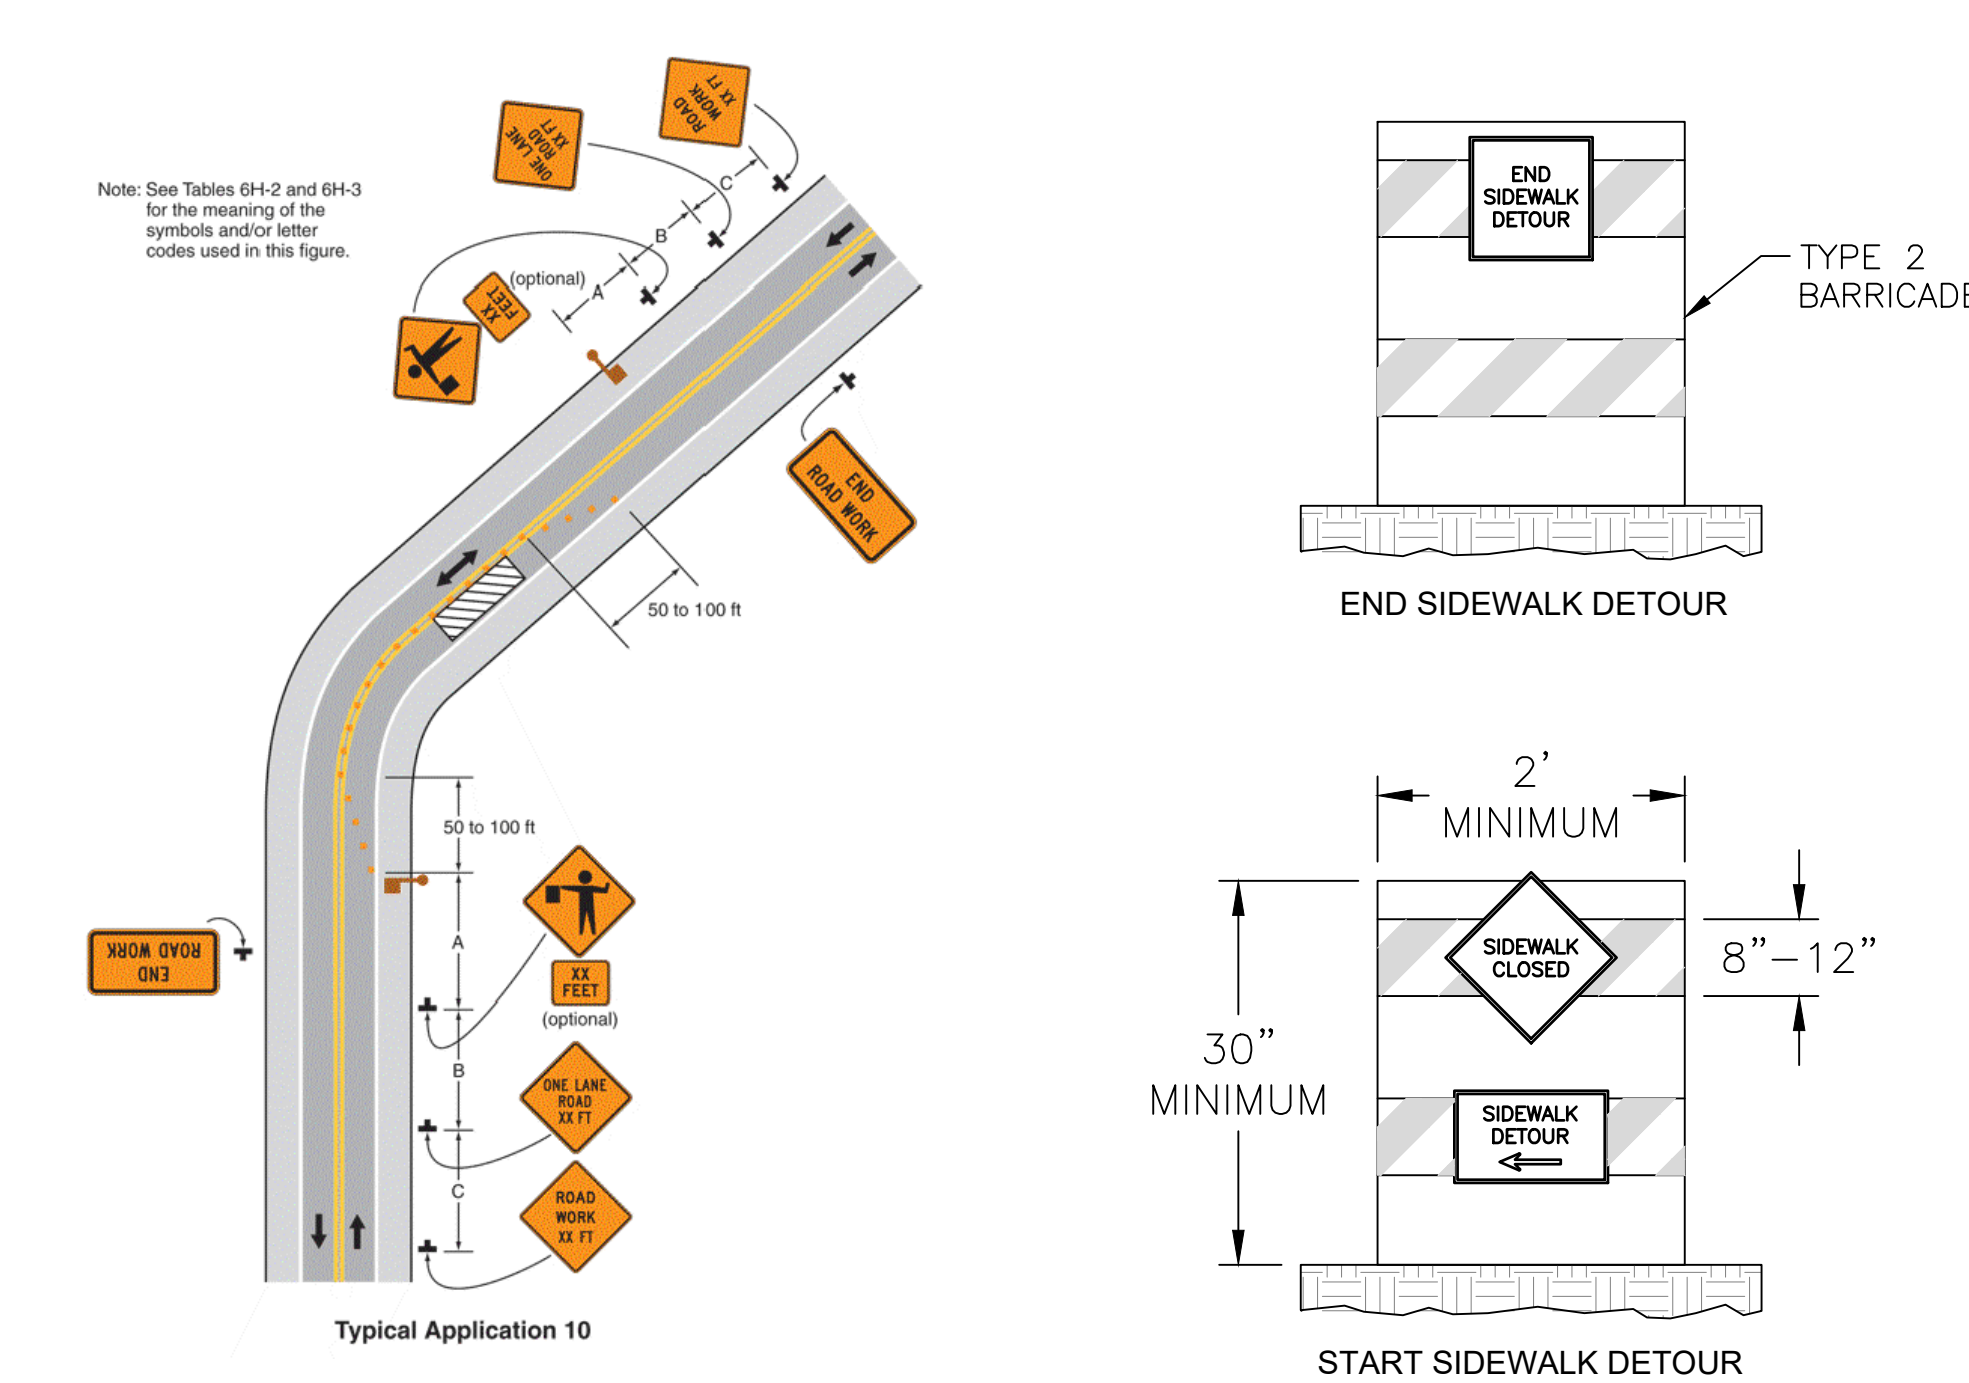 Note: See Tables 6H-2 and 6H-3
for the meaning of the
symbols and/or letter
codes used in this figure.
ROAD
WORK
XX FT
ONE LANE
ROAD
XX FT
C
B
(optional)
A
XX
FEET
END
ROAD WORK
50 to 100 ft
50 to 100 ft
A
XX
FEET
(optional)
END
ROAD WORK
B
ONE LANE
ROAD
XX FT
C
ROAD
WORK
XX FT
Typical Application 10
END
SIDEWALK
DETOUR
TYPE 2
BARRICADE
END SIDEWALK DETOUR
2'
MINIMUM
SIDEWALK
CLOSED
8"-12"
30"
MINIMUM
SIDEWALK
DETOUR
START SIDEWALK DETOUR